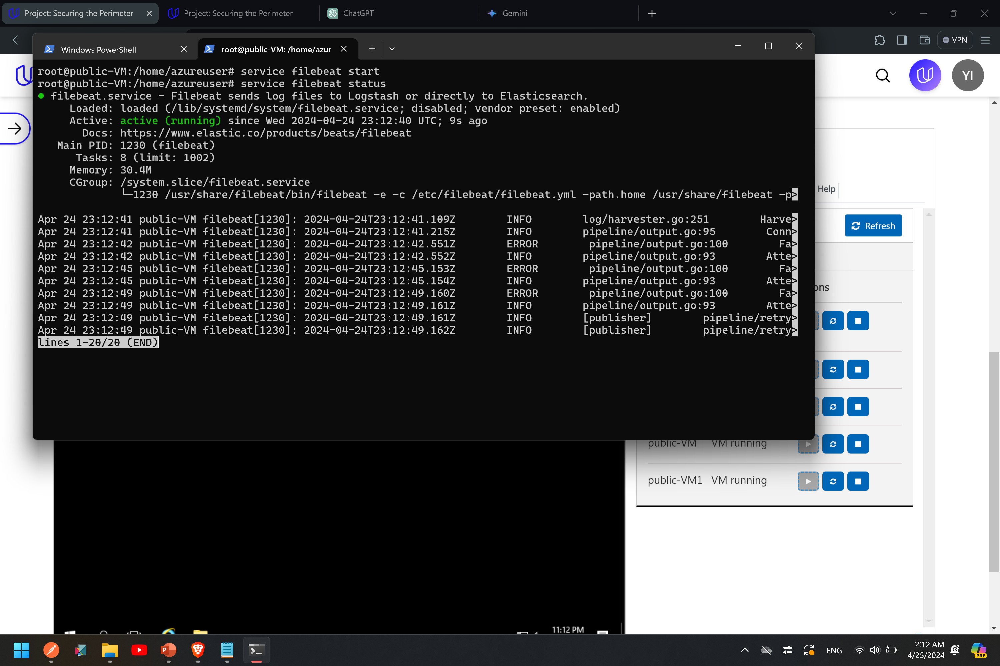 Project: Securing the Perimeter
Project: Securing the Perimeter
ChatGPT
Gemini
VPN
Windows PowerShell
root@public-VM: /home/azur
YI
root@public-VM:/home/azureuser# service filebeat start
root@public-VM:/home/azureuser# service filebeat status
● filebeat.service - Filebeat sends log files to Logstash or directly to Elasticsearch.
Loaded: loaded (/lib/systemd/system/filebeat.service; disabled; vendor preset: enabled)
Active: active (running) since Wed 2024-04-24 23:12:40 UTC; 9s ago
Docs: https://www.elastic.co/products/beats/filebeat
Main PID: 1230 (filebeat)
Tasks: 8 (limit: 1002)
Memory: 30.4M
CGroup: /system.slice/filebeat.service
└─1230 /usr/share/filebeat/bin/filebeat -e -c /etc/filebeat/filebeat.yml -path.home /usr/share/filebeat -p>
Apr 24 23:12:41 public-VM filebeat[1230]: 2024-04-24T23:12:41.109Z INFO log/harvester.go:251 Harve>
Apr 24 23:12:41 public-VM filebeat[1230]: 2024-04-24T23:12:41.215Z INFO pipeline/output.go:95 Conn>
Apr 24 23:12:42 public-VM filebeat[1230]: 2024-04-24T23:12:42.551Z ERROR pipeline/output.go:100 Fa>
Apr 24 23:12:42 public-VM filebeat[1230]: 2024-04-24T23:12:42.552Z INFO pipeline/output.go:93 Atte>
Apr 24 23:12:45 public-VM filebeat[1230]: 2024-04-24T23:12:45.153Z ERROR pipeline/output.go:100 Fa>
Apr 24 23:12:45 public-VM filebeat[1230]: 2024-04-24T23:12:45.154Z INFO pipeline/output.go:93 Atte>
Apr 24 23:12:49 public-VM filebeat[1230]: 2024-04-24T23:12:49.160Z ERROR pipeline/output.go:100 Fa>
Apr 24 23:12:49 public-VM filebeat[1230]: 2024-04-24T23:12:49.161Z INFO pipeline/output.go:93 Atte>
Apr 24 23:12:49 public-VM filebeat[1230]: 2024-04-24T23:12:49.161Z INFO [publisher] pipeline/retry>
Apr 24 23:12:49 public-VM filebeat[1230]: 2024-04-24T23:12:49.162Z INFO [publisher] pipeline/retry>
lines 1-20/20 (END)
Help
Refresh
ons
public-VM VM running
public-VM1 VM running
11:12 PM
ENG
2:12 AM
4/25/2024
PRE